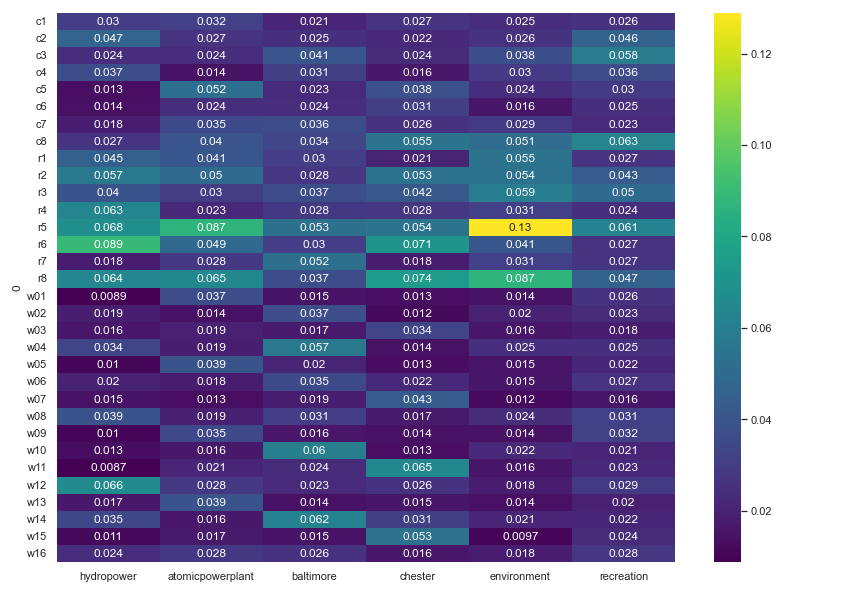 c1 0.03 0.032 0.021 0.027 0.025 0.026
c2 0.047 0.027 0.025 0.022 0.026 0.046
c3 0.024 0.024 0.041 0.024 0.038 0.058
c4 0.037 0.014 0.031 0.016 0.03 0.036
c5 0.013 0.052 0.023 0.038 0.024 0.03
c6 0.014 0.024 0.024 0.031 0.016 0.025
c7 0.018 0.035 0.036 0.026 0.029 0.023
c8 0.027 0.04 0.034 0.055 0.051 0.063
r1 0.045 0.041 0.03 0.021 0.055 0.027
r2 0.057 0.05 0.028 0.053 0.054 0.043
r3 0.04 0.03 0.037 0.042 0.059 0.05
r4 0.063 0.023 0.028 0.028 0.031 0.024
r5 0.068 0.087 0.053 0.054 0.13 0.061
r6 0.089 0.049 0.03 0.071 0.041 0.027
r7 0.018 0.028 0.052 0.018 0.031 0.027
r8 0.064 0.065 0.037 0.074 0.087 0.047
0
w01 0.0089 0.037 0.015 0.013 0.014 0.026
w02 0.019 0.014 0.037 0.012 0.02 0.023
w03 0.016 0.019 0.017 0.034 0.016 0.018
w04 0.034 0.019 0.057 0.014 0.025 0.025
w05 0.01 0.039 0.02 0.013 0.015 0.022
w06 0.02 0.018 0.035 0.022 0.015 0.027
w07 0.015 0.013 0.019 0.043 0.012 0.016
w08 0.039 0.019 0.031 0.017 0.024 0.031
w09 0.01 0.035 0.016 0.014 0.014 0.032
w10 0.013 0.016 0.06 0.013 0.022 0.021
w11 0.0087 0.021 0.024 0.065 0.016 0.023
w12 0.066 0.028 0.023 0.026 0.018 0.029
w13 0.017 0.039 0.014 0.015 0.014 0.02
w14 0.035 0.016 0.062 0.031 0.021 0.022
w15 0.011 0.017 0.015 0.053 0.0097 0.024
w16 0.024 0.028 0.026 0.016 0.018 0.028
hydropower atomicpowerplant baltimore chester environment recreation
0.12
0.10
0.08
0.06
0.04
0.02